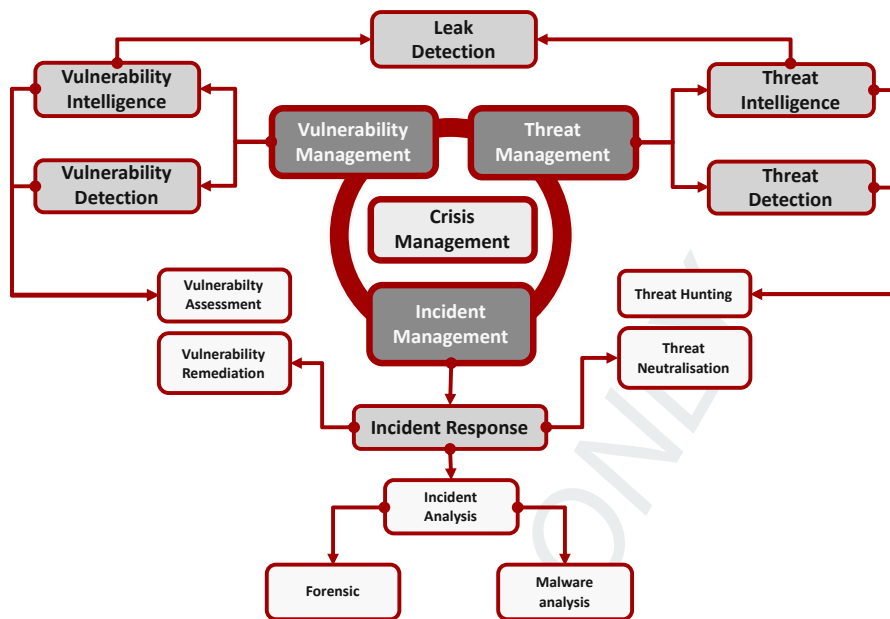 Leak
Detection
Vulnerability
Intelligence
Threat
Intelligence
Vulnerability
Management
Threat
Management
Vulnerability
Detection
Threat
Detection
Crisis
Management
Vulnerabilty
Assessment
Threat Hunting
Incident
Management
Vulnerability
Remediation
Threat
Neutralisation
Incident Response
Incident
Analysis
Forensic
Malware
analysis
ONLY